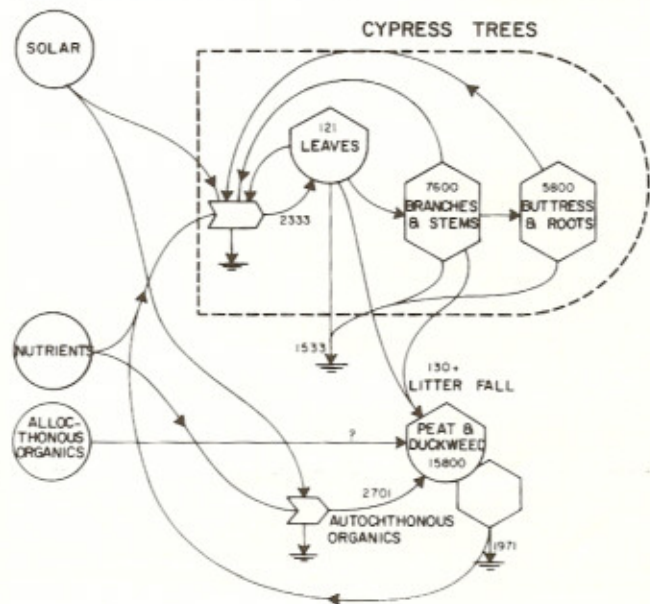 CYPRESS TREES
SOLAR
121
LEAVES
7600
BRANCHES
& STEMS
5800
BUTTRESS
& ROOTS
2333
1533
NUTRIENTS
130+
LITTER FALL
ALLOC-
THONOUS
ORGANICS
?
PEAT &
DUCKWEED
15800
2701
AUTOCHTHONOUS
ORGANICS
1971